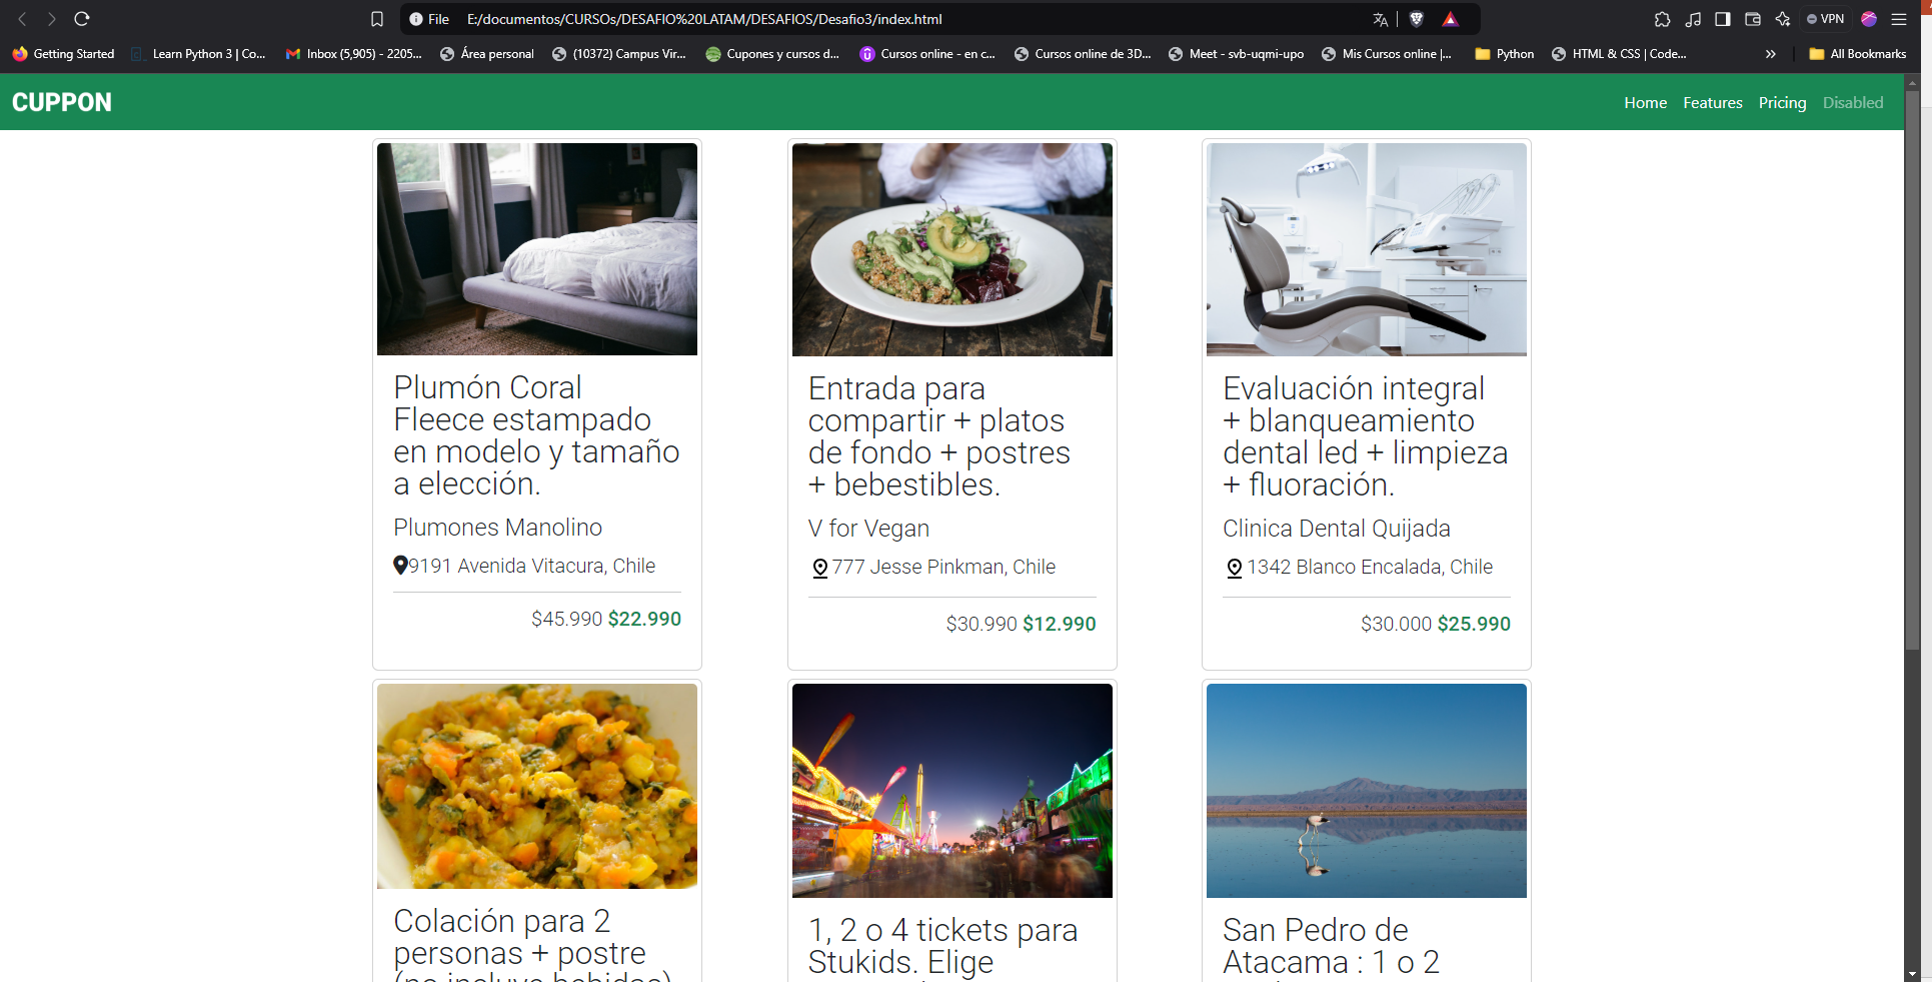 File E:/documentos/CURSOs/DESAFIO%20LATAM/DESAFIOS/Desafio3/index.html
VPN
Getting Started Learn Python 3 | Co... Inbox (5,905) - 2205... Área personal (10372) Campus Vir... Cupones y cursos d... Cursos online - en c... Cursos online de 3D... Meet - svb-uqmi-upo Mis Cursos online |... Python HTML & CSS | Code... » All Bookmarks
CUPPON
Home Features Pricing Disabled
Plumón Coral
Fleece estampado
en modelo y tamaño
a elección.
Plumones Manolino
9191 Avenida Vitacura, Chile
$45.990 $22.990
Entrada para
compartir + platos
de fondo + postres
+ bebestibles.
V for Vegan
777 Jesse Pinkman, Chile
$30.990 $12.990
Evaluación integral
+ blanqueamiento
dental led + limpieza
+ fluoración.
Clinica Dental Quijada
1342 Blanco Encalada, Chile
$30.000 $25.990
Colación para 2
personas + postre
(no incluye bebidas)
1, 2 o 4 tickets para
Stukids. Elige
San Pedro de
Atacama : 1 o 2